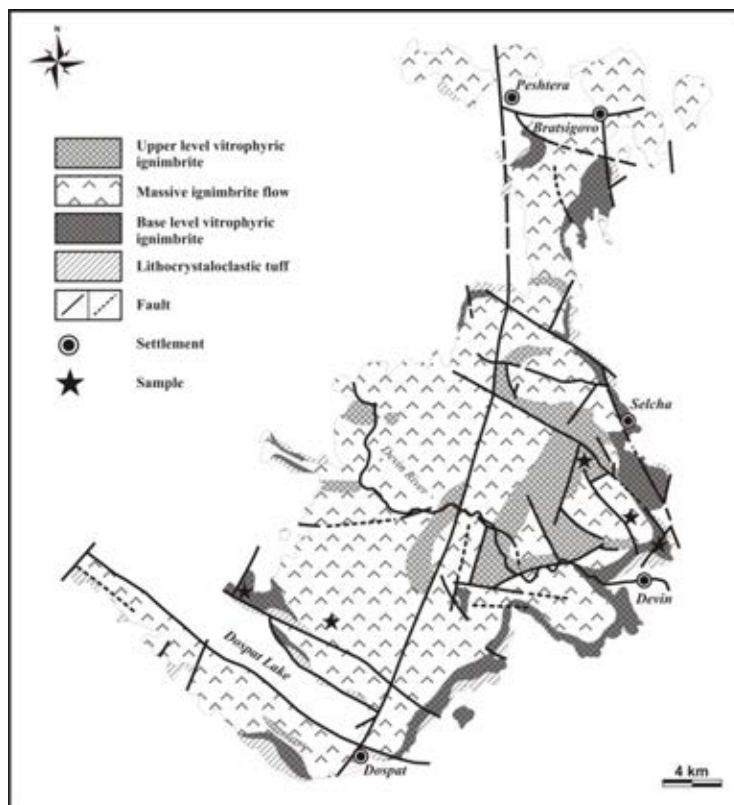 N
Peshtera
Bratsigovo
Upper level vitrophyric
ignimbrite
Massive ignimbrite flow
Base level vitrophyric
ignimbrite
Lithocrystaloclastic tuff
Fault
Settlement
Sample
Selcha
Devin River
Devin
Dospat Lake
Dospat
4 km